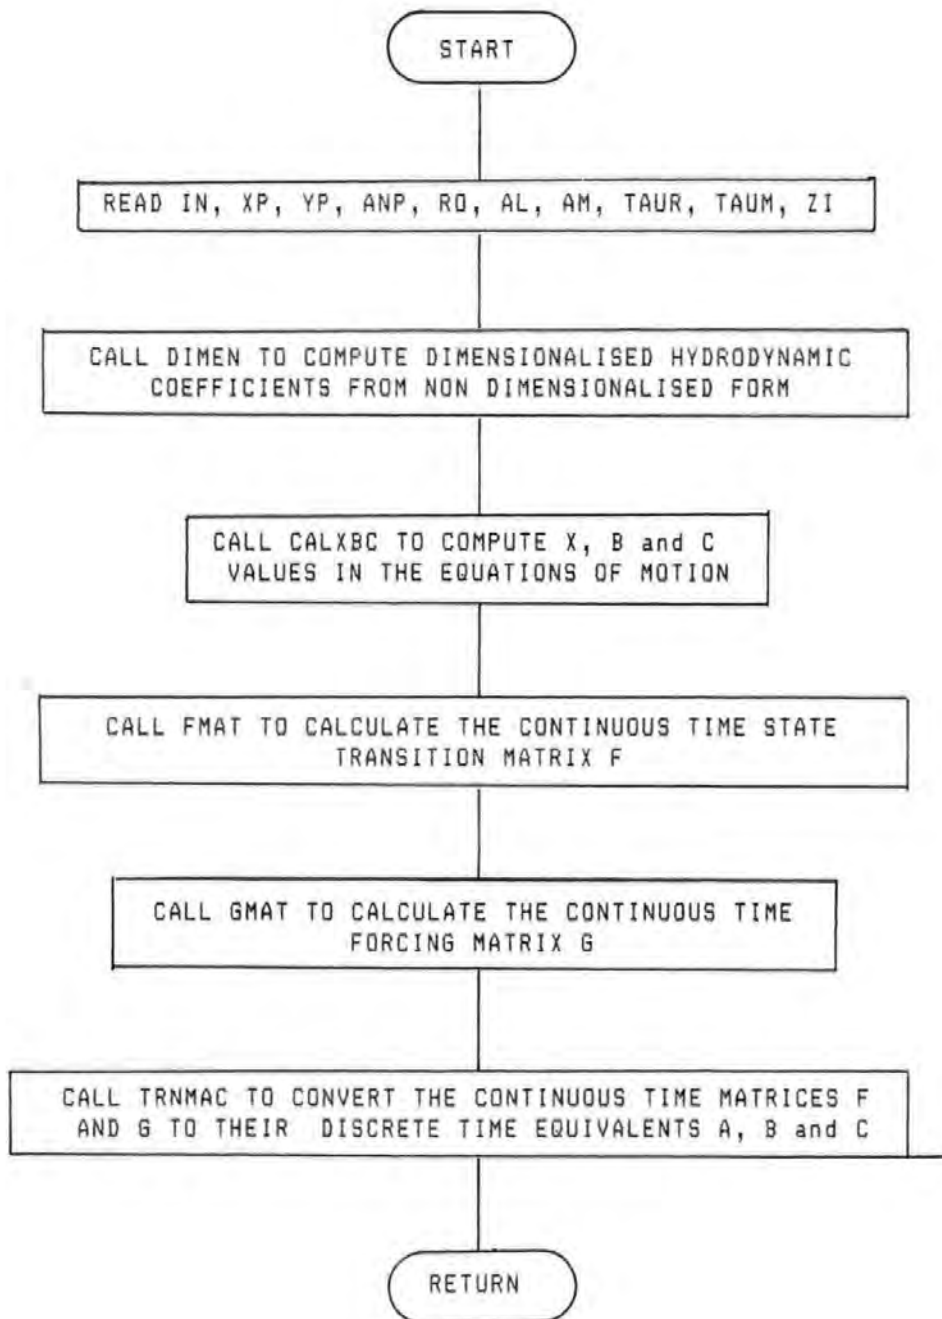 START
READ IN, XP, YP, ANP, RO, AL, AM, TAUR, TAUM, ZI
CALL DIMEN TO COMPUTE DIMENSIONALISED HYDRODYNAMIC
COEFFICIENTS FROM NON DIMENSIONALISED FORM
CALL CALXBC TO COMPUTE X, B and C
VALUES IN THE EQUATIONS OF MOTION
CALL FMAT TO CALCULATE THE CONTINUOUS TIME STATE
TRANSITION MATRIX F
CALL GMAT TO CALCULATE THE CONTINUOUS TIME
FORCING MATRIX G
CALL TRNMAC TO CONVERT THE CONTINUOUS TIME MATRICES F
AND G TO THEIR DISCRETE TIME EQUIVALENTS A, B and C
RETURN